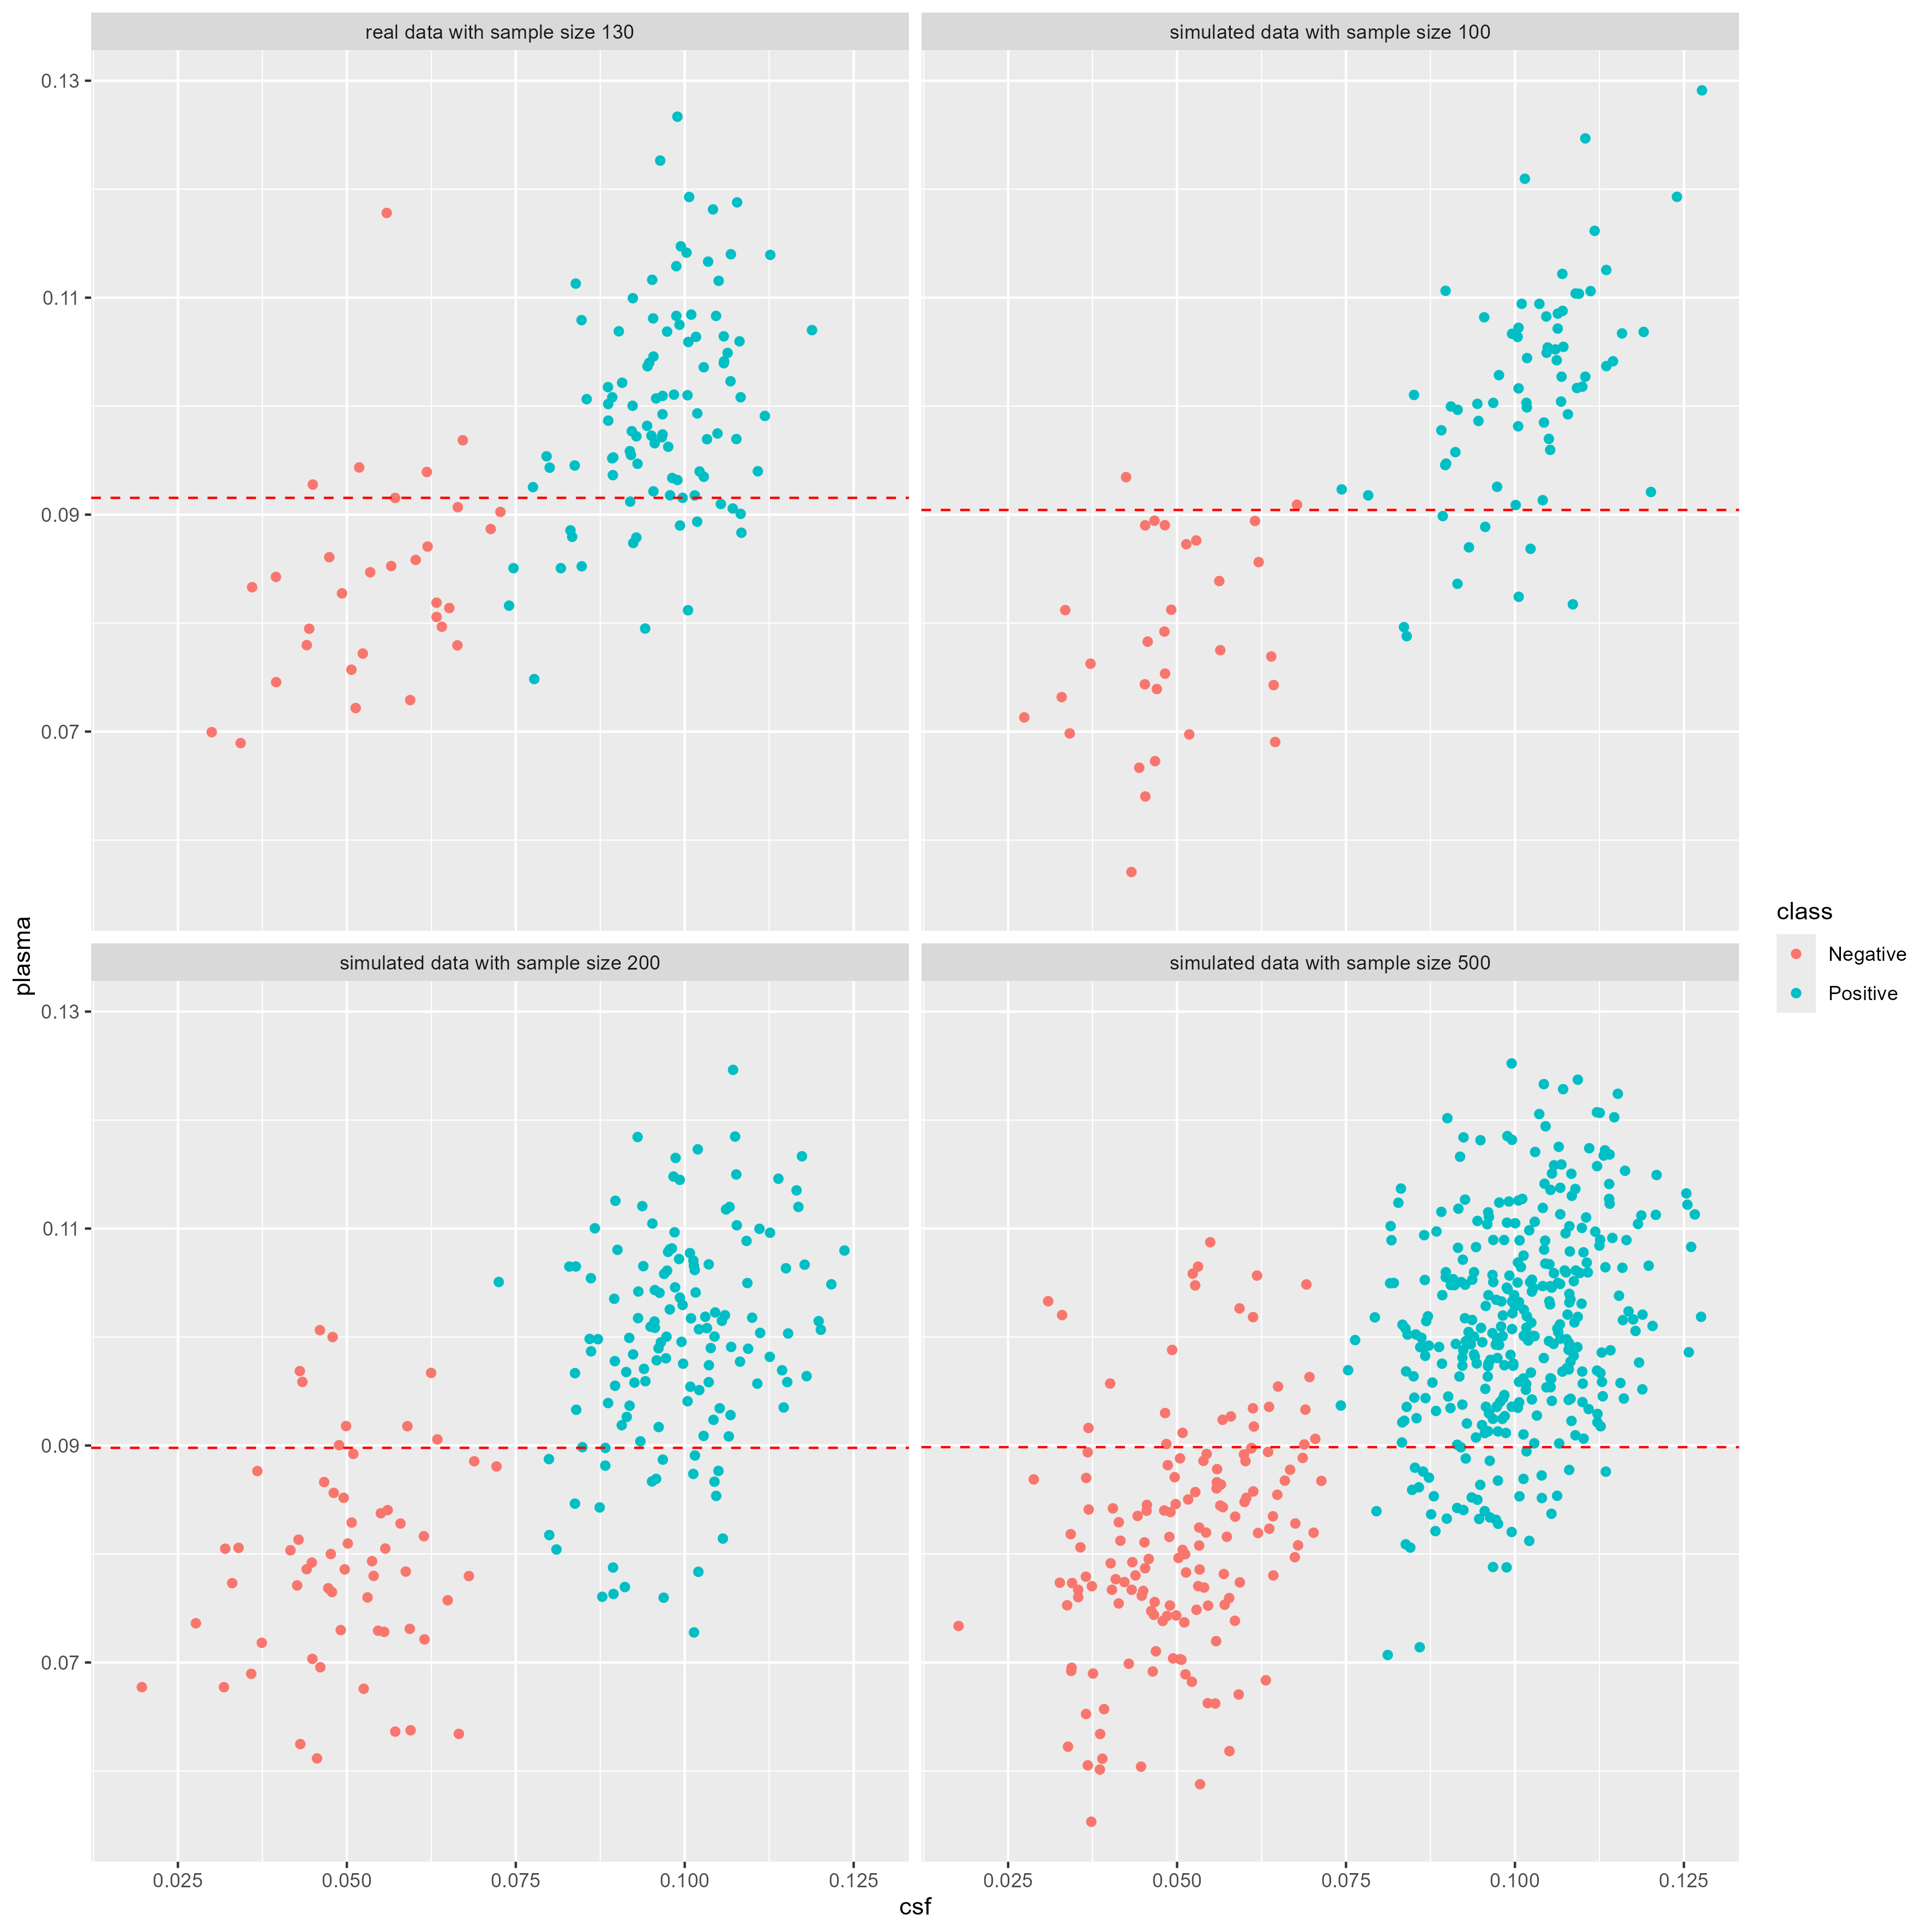 real data with sample size 130
simulated data with sample size 100
0.13
0.11
0.09
0.07
plasma
simulated data with sample size 200
simulated data with sample size 500
0.13
0.11
0.09
0.07
0.025 0.050 0.075 0.100 0.125
0.025 0.050 0.075 0.100 0.125
csf
class
Negative
Positive